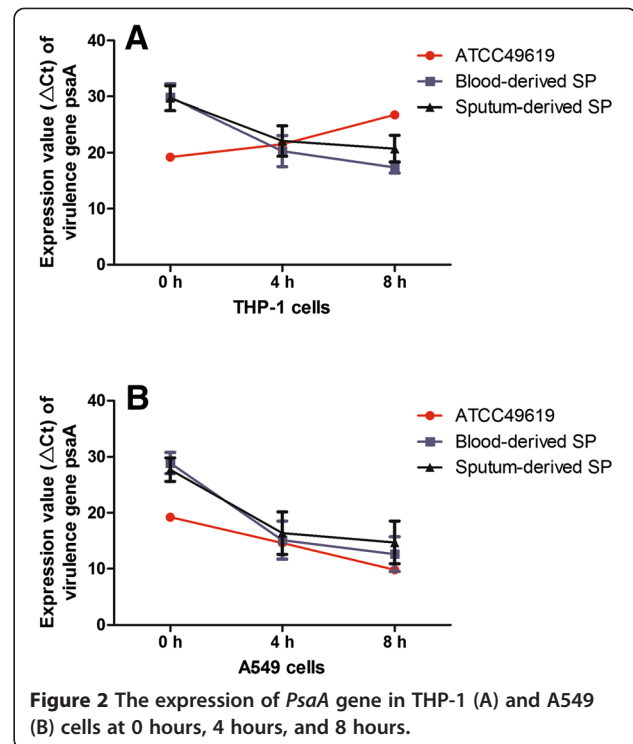 A
40
30
20
10
0
Expression value (△Ct) of
virulence gene psaA
0 h 4 h 8 h
THP-1 cells
ATCC49619
Blood-derived SP
Sputum-derived SP
B
40
30
20
10
0
Expression value (△Ct) of
virulence gene psaA
0 h 4 h 8 h
A549 cells
ATCC49619
Blood-derived SP
Sputum-derived SP
Figure 2 The expression of PsaA gene in THP-1 (A) and A549
(B) cells at 0 hours, 4 hours, and 8 hours.